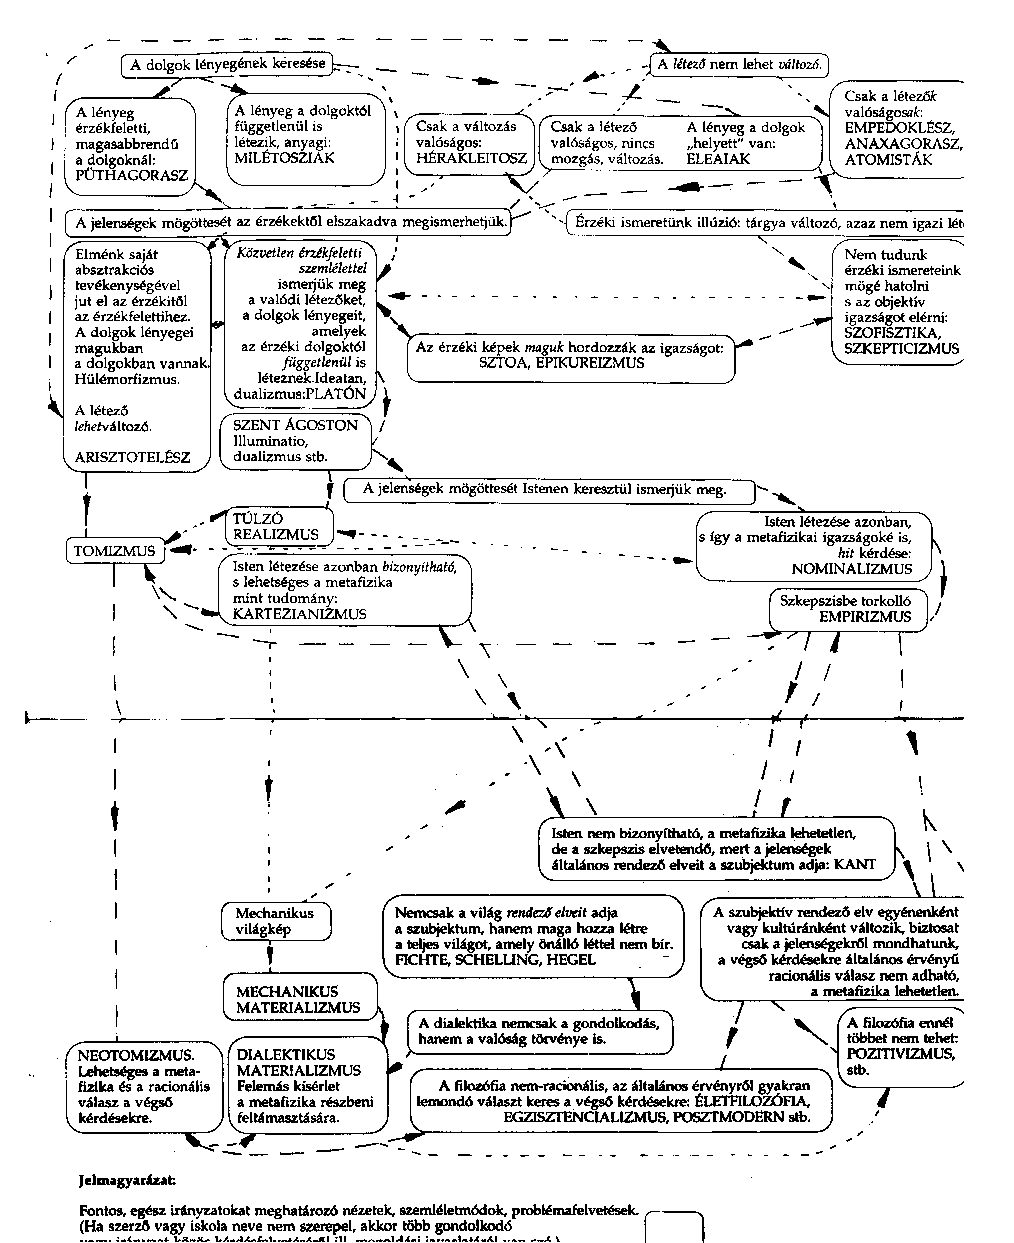 A dolgok lényegének keresése
A létező nem lehet változó.
A lényeg
érzékfeletti,
magasabbrendű
a dolgoknál:
PÜTHAGORASZ
A lényeg a dolgoktól
függetlenül is
létezik, anyagi:
MILÉTOSZIAK
Csak a változás
valóságos:
HÉRAKLEITOSZ
Csak a létező
valóságos, nincs
mozgás, változás.
A lényeg a dolgok
„helyett” van:
ELEAIAK
Csak a létezők
valóságosak:
EMPEDOKLÉSZ,
ANAXAGORASZ,
ATOMISTÁK
A jelenségek mögöttesét az érzékektől elszakadva megismerhetjük.
Érzéki ismeretünk illúzió: tárgya változó, azaz nem igazi lét
Elménk saját
absztrakciós
tevékenységével
jut el az érzékitől
az érzékfelettihez.
A dolgok lényegei
magukban
a dolgokban vannak.
Hülémorfizmus.
A létező
lehetváltozó.
ARISZTOTELÉSZ
Közvetlen érzékfeletti
szemlélettel
ismerjük meg
a valódi létezőket,
a dolgok lényegeit,
amelyek
az érzéki dolgoktól
függetlenül is
léteznek.Ideatan,
dualizmus:PLATÓN
Nem tudunk
érzéki ismereteink
mögé hatolni
s az objektív
igazságot elérni:
SZOFISZTIKA,
SZKEPTICIZMUS
Az érzéki képek maguk hordozzák az igazságot:
SZTOA, EPIKUREIZMUS
SZENT ÁGOSTON
Illuminatio,
dualizmus stb.
A jelenségek mögöttesét Istenen keresztül ismerjük meg.
TÚLZÓ
REALIZMUS
TOMIZMUS
Isten létezése azonban,
s így a metafizikai igazságoké is,
hit kérdése:
NOMINALIZMUS
Isten létezése azonban bizonyítható,
s lehetséges a metafizika
mint tudomány:
KARTEZIANIZMUS
Szkepszisbe torkolló
EMPIRIZMUS
Isten nem bizonyítható, a metafizika lehetetlen,
de a szkepszis elvetendő, mert a jelenségek
általános rendező elveit a szubjektum adja: KANT
Mechanikus
világkép
Nemcsak a világ rendező elveit adja
a szubjektum, hanem maga hozza létre
a teljes világot, amely önálló léttel nem bír.
FICHTE, SCHELLING, HEGEL
A szubjektív rendező elv egyénenként
vagy kultúránként változik, biztosat
csak a jelenségekről mondhatunk,
a végső kérdésekre általános érvényű
racionális válasz nem adható,
a metafizika lehetetlen.
MECHANIKUS
MATERIALIZMUS
A dialektika nemcsak a gondolkodás,
hanem a valóság törvénye is.
A filozófia ennél
többet nem tehet:
POZITIVIZMUS,
stb.
NEOTOMIZMUS.
Lehetséges a meta-
fizika és a racionális
válasz a végső
kérdésekre.
DIALEKTIKUS
MATERIALIZMUS
Felemás kísérlet
a metafizika részbeni
feltámasztására.
A filozófia nem-racionális, az általános érvényről gyakran
lemondó választ keres a végső kérdésekre: ÉLETFILOZÓFIA,
EGZISZTENCIALIZMUS, POSZTMODERN stb.
Jelmagyarázat:
Fontos, egész irányzatokat meghatározó nézetek, szemléletmódok, problémafelvetések.
(Ha szerző vagy iskola neve nem szerepel, akkor több gondolkodó